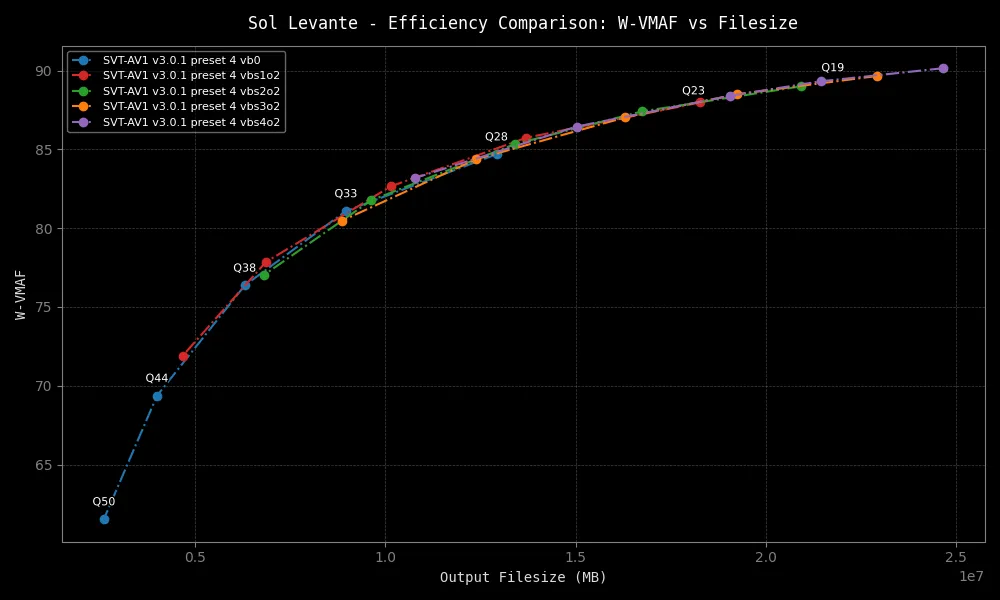 Sol Levante - Efficiency Comparison: W-VMAF vs Filesize
SVT-AV1 v3.0.1 preset 4 vb0
SVT-AV1 v3.0.1 preset 4 vbs1o2
SVT-AV1 v3.0.1 preset 4 vbs2o2
SVT-AV1 v3.0.1 preset 4 vbs3o2
SVT-AV1 v3.0.1 preset 4 vbs4o2
90
85
80
75
70
65
W-VMAF
Q19
Q23
Q28
Q33
Q38
Q44
Q50
0.5 1.0 1.5 2.0 2.5
1e7
Output Filesize (MB)